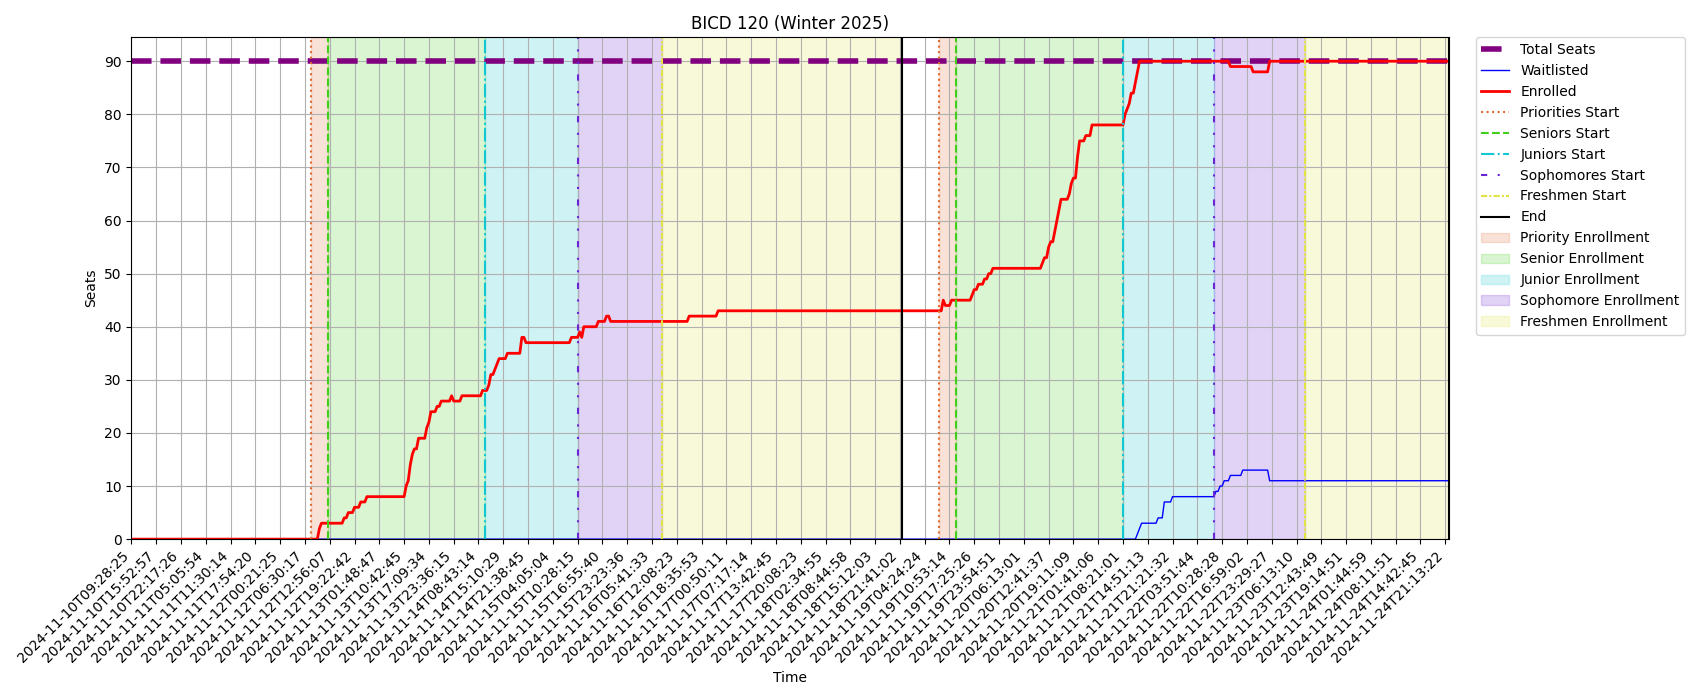 BICD 120 (Winter 2025)
Seats
90
80
70
60
50
40
30
20
10
0
2024-11-10T09:28:25
2024-11-10T15:52:57
2024-11-10T22:17:26
2024-11-11T05:05:54
2024-11-11T11:30:14
2024-11-11T17:54:20
2024-11-12T00:21:25
2024-11-12T06:30:17
2024-11-12T12:56:07
2024-11-12T19:22:42
2024-11-13T01:48:47
2024-11-13T10:42:45
2024-11-13T17:09:34
2024-11-13T23:36:15
2024-11-14T08:43:14
2024-11-14T15:10:29
2024-11-14T21:38:45
2024-11-15T04:05:04
2024-11-15T10:28:15
2024-11-15T16:55:40
2024-11-15T23:23:36
2024-11-16T05:41:33
2024-11-16T12:08:23
2024-11-16T18:35:53
2024-11-17T00:50:11
2024-11-17T07:17:14
2024-11-17T13:42:45
2024-11-17T20:08:23
2024-11-18T02:34:55
2024-11-18T08:44:58
2024-11-18T15:12:03
2024-11-18T21:41:02
2024-11-19T04:24:24
2024-11-19T10:53:14
2024-11-19T17:25:26
2024-11-19T23:54:51
2024-11-20T06:13:01
2024-11-20T12:41:37
2024-11-20T19:11:09
2024-11-21T01:41:06
2024-11-21T08:21:01
2024-11-21T14:51:13
2024-11-21T21:21:32
2024-11-22T03:51:44
2024-11-22T10:28:28
2024-11-22T16:59:02
2024-11-22T23:29:27
2024-11-23T06:13:10
2024-11-23T12:43:49
2024-11-23T19:14:51
2024-11-24T01:44:59
2024-11-24T08:11:51
2024-11-24T14:42:45
2024-11-24T21:13:22
Time
Total Seats
Waitlisted
Enrolled
Priorities Start
Seniors Start
Juniors Start
Sophomores Start
Freshmen Start
End
Priority Enrollment
Senior Enrollment
Junior Enrollment
Sophomore Enrollment
Freshmen Enrollment